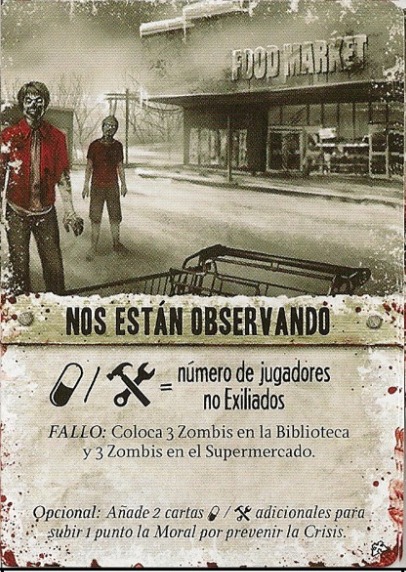 FOOD MARKET
NOS ESTÁN OBSERVANDO
/ = número de jugadores
no Exiliados
FALLO: Coloca 3 Zombis en la Biblioteca
y 3 Zombis en el Supermercado.
Opcional: Añade 2 cartas / adicionales para
subir 1 punto la Moral por prevenir la Crisis.